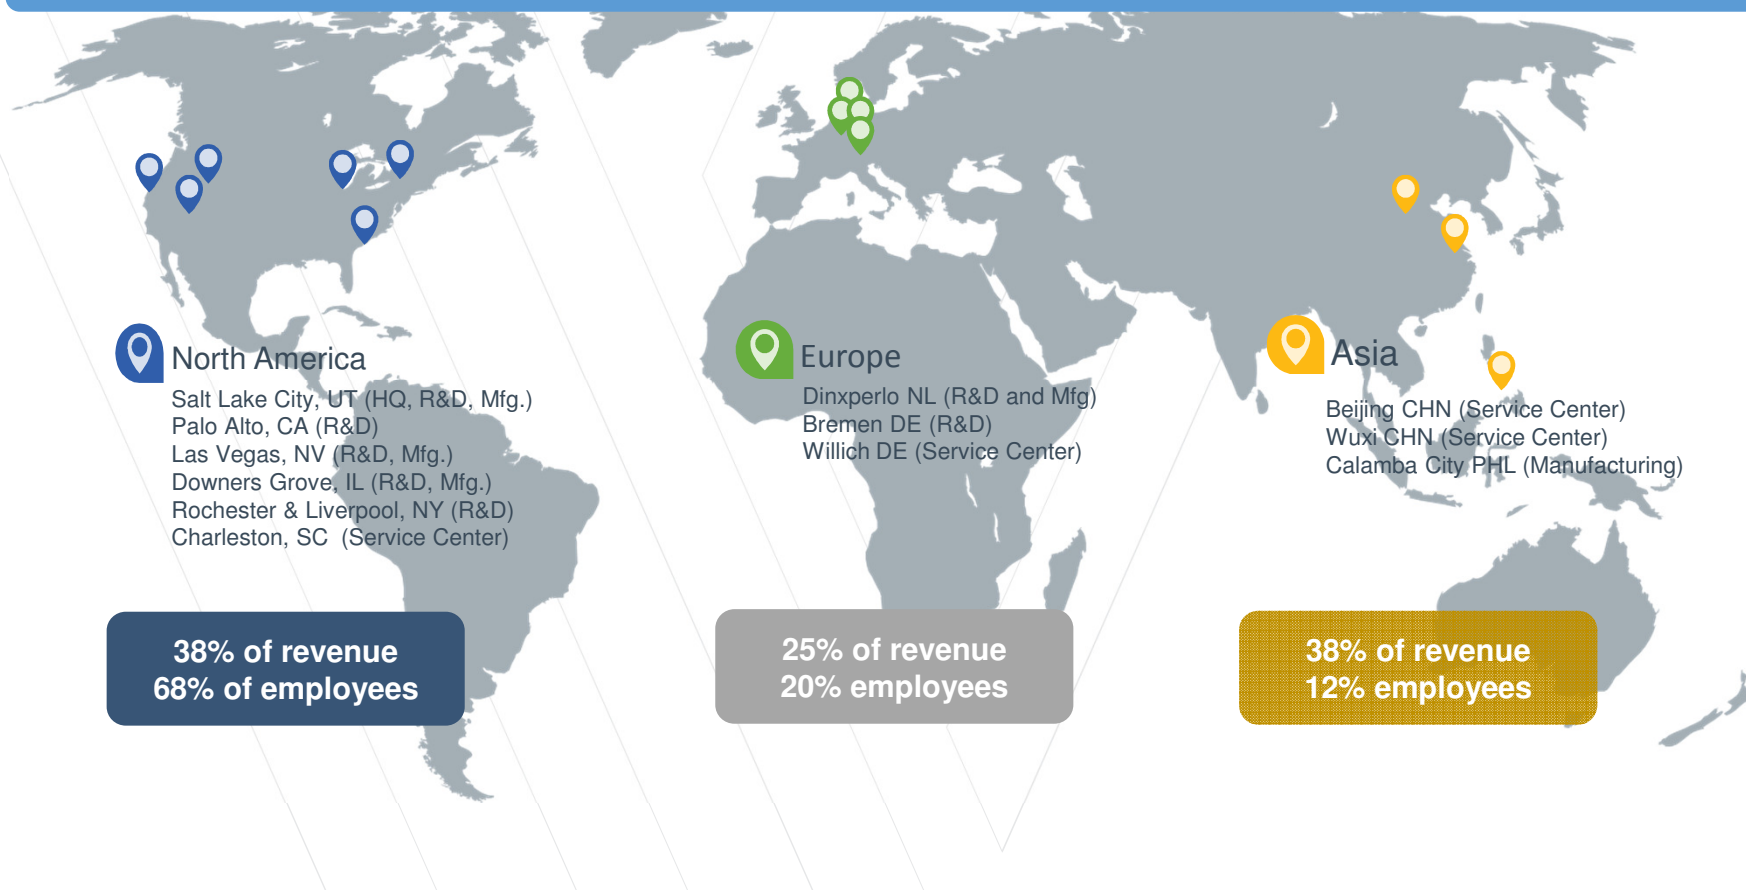 North America
Salt Lake City, UT (HQ, R&D, Mfg.)
Palo Alto, CA (R&D)
Las Vegas, NV (R&D, Mfg.)
Downers Grove, IL (R&D, Mfg.)
Rochester & Liverpool, NY (R&D)
Charleston, SC (Service Center)
38% of revenue
68% of employees
Europe
Dinxperlo NL (R&D and Mfg)
Bremen DE (R&D)
Willich DE (Service Center)
25% of revenue
20% employees
Asia
Beijing CHN (Service Center)
Wuxi CHN (Service Center)
Calamba City PHL (Manufacturing)
38% of revenue
12% employees